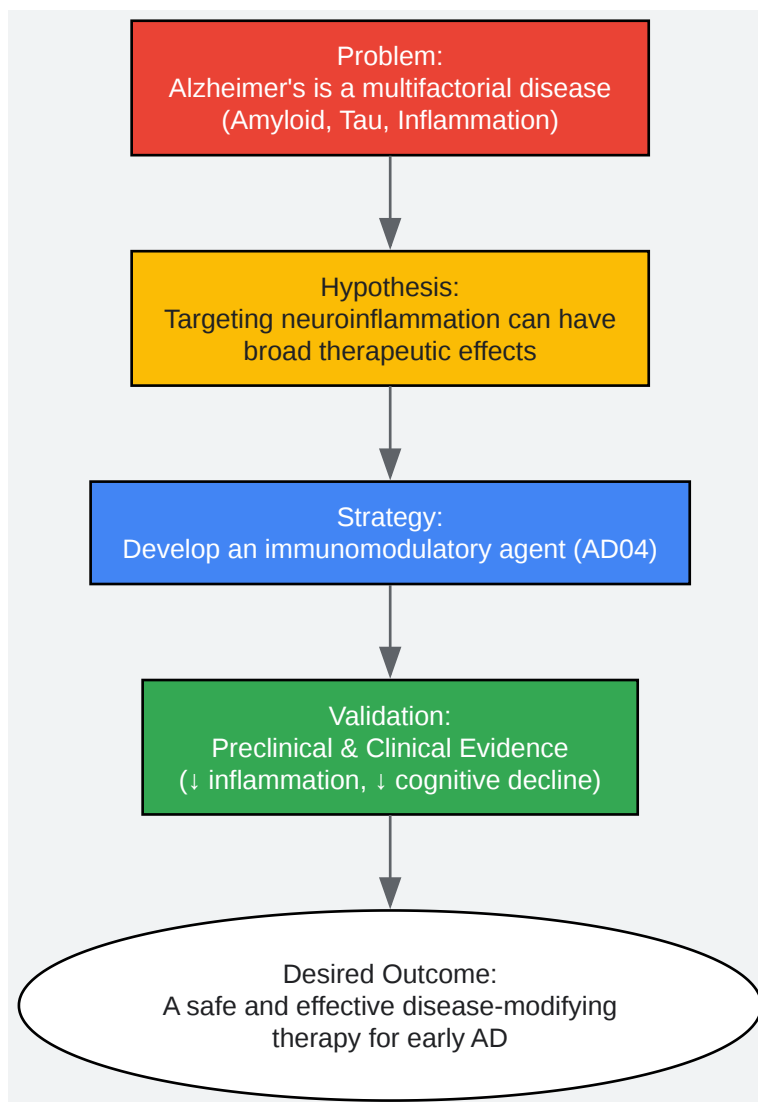 Problem:
Alzheimer's is a multifactorial disease
(Amyloid, Tau, Inflammation)
Hypothesis:
Targeting neuroinflammation can have
broad therapeutic effects
Strategy:
Develop an immunomodulatory agent (AD04)
Validation:
Preclinical & Clinical Evidence
(↓ inflammation, ↓ cognitive decline)
Desired Outcome:
A safe and effective disease-modifying
therapy for early AD